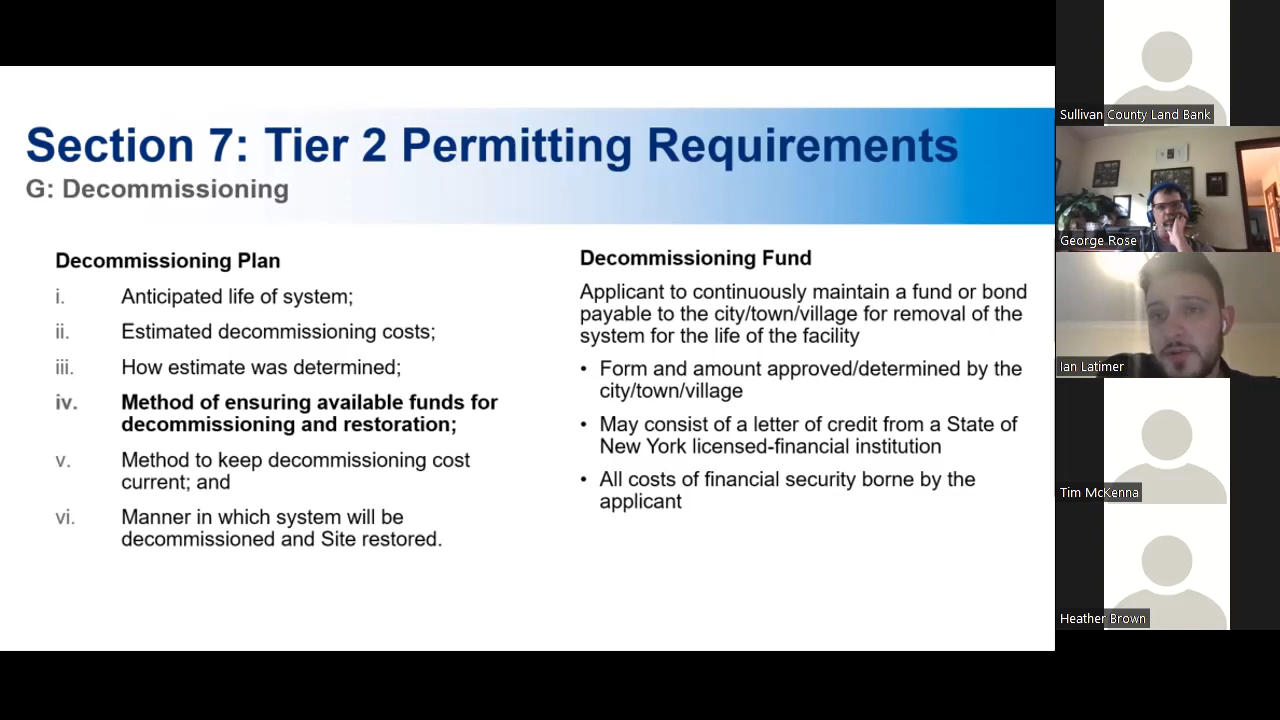 Section 7: Tier 2 Permitting Requirements
G: Decommissioning
Decommissioning Plan
i. Anticipated life of system;
ii. Estimated decommissioning costs;
iii. How estimate was determined;
iv. Method of ensuring available funds for
decommissioning and restoration;
v. Method to keep decommissioning cost
current; and
vi. Manner in which system will be
decommissioned and Site restored.
Decommissioning Fund
Applicant to continuously maintain a fund or bond
payable to the city/town/village for removal of the
system for the life of the facility
• Form and amount approved/determined by the
city/town/village
• May consist of a letter of credit from a State of
New York licensed-financial institution
• All costs of financial security borne by the
applicant
Sullivan County Land Bank
George Rose
Ian Latimer
Tim McKenna
Heather Brown